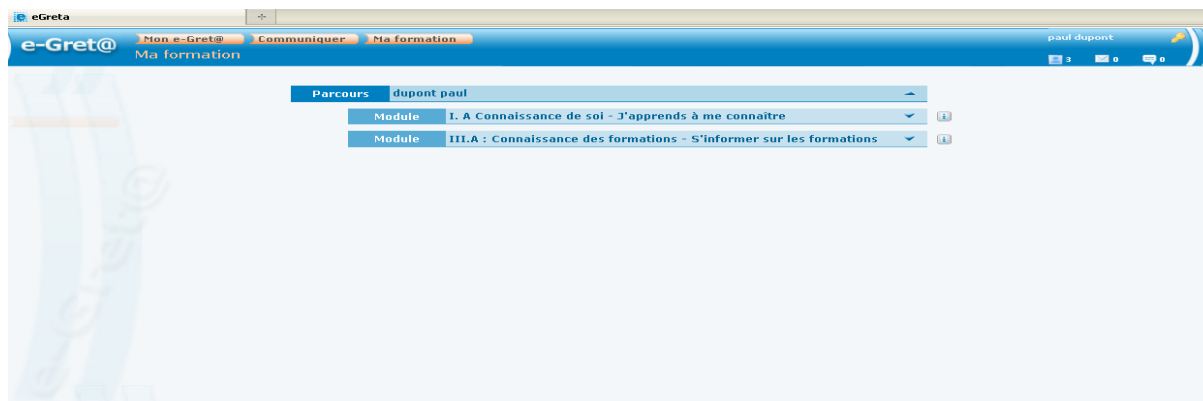 eGreta
e-Gret@
Mon e-Gret@ Communiquer Ma formation
Ma formation
paul dupont
3 0 0
Parcours dupont paul
Module I. A Connaissance de soi - J'apprends à me connaître
Module III.A : Connaissance des formations - S'informer sur les formations
e-Gret@